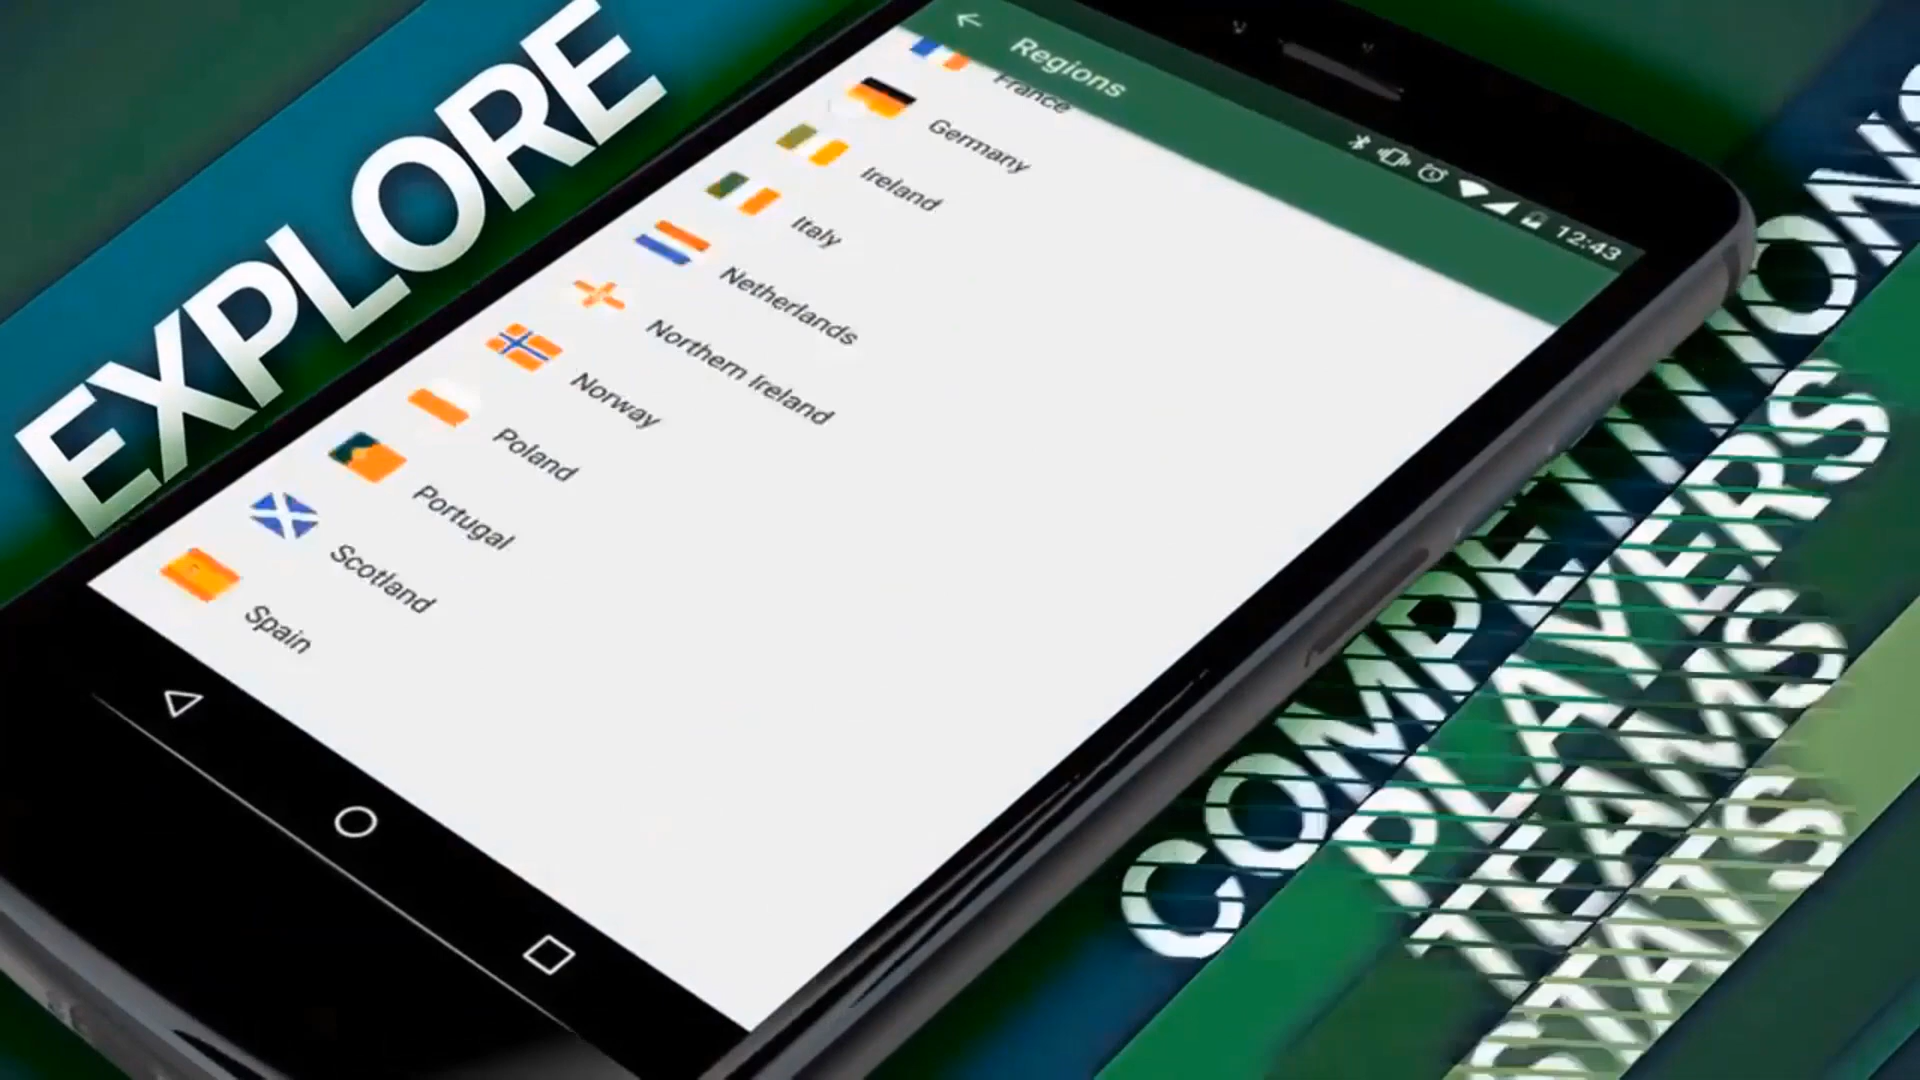 EXPLORE
Regions
12:43
France
Germany
Ireland
Italy
Netherlands
Northern Ireland
Norway
Poland
Portugal
Scotland
Spain
COMPETITIONS
PLAYERS
TEAMS
STATS